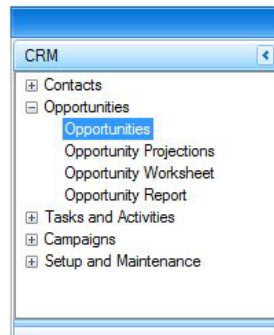 CRM
Contacts
Opportunities
Opportunities
Opportunity Projections
Opportunity Worksheet
Opportunity Report
Tasks and Activities
Campaigns
Setup and Maintenance